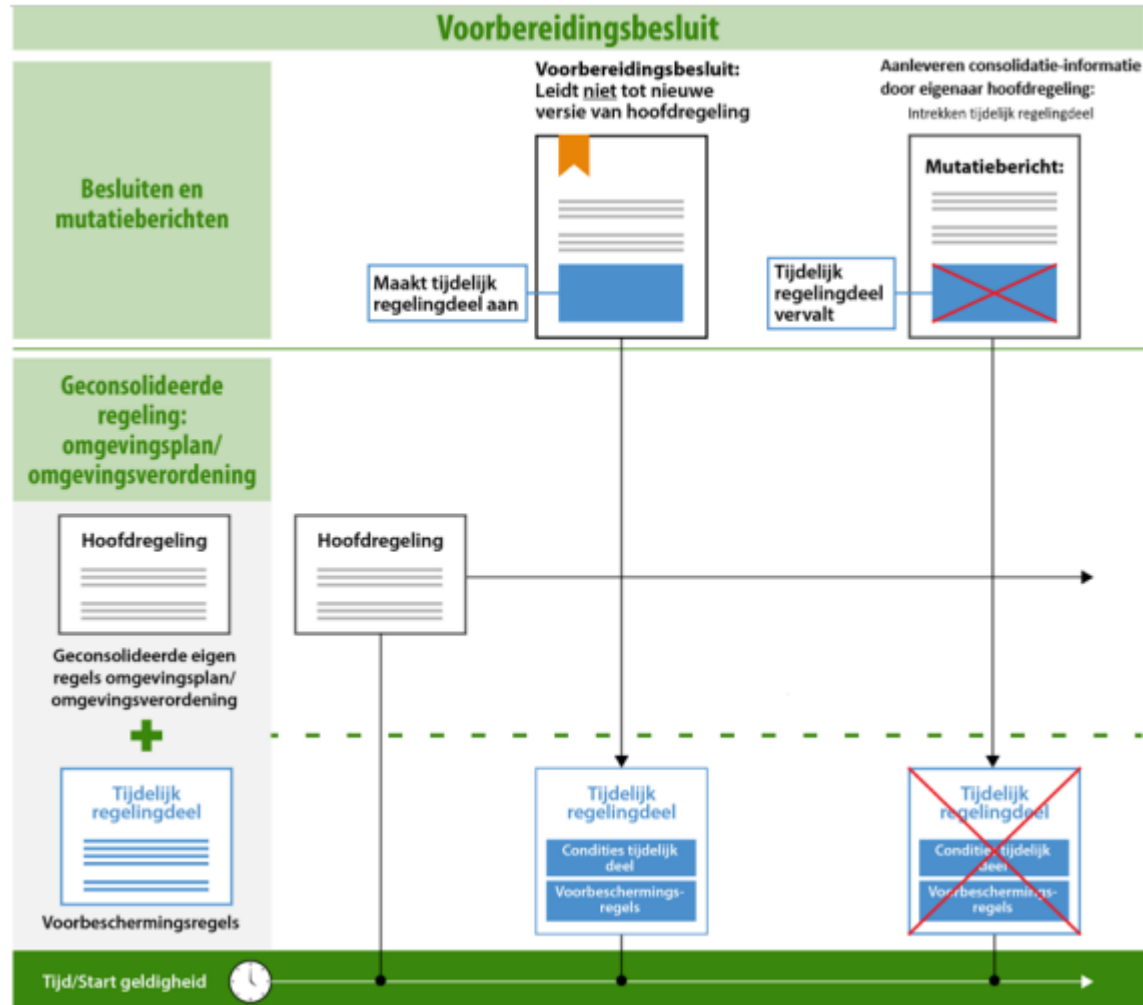 Voorbereidingsbesluit
Voorbereidingsbesluit:
Leidt niet tot nieuwe
versie van hoofdregeling
Aanleveren consolidatie-informatie
door eigenaar hoofdregeling:
Intrekken tijdelijk regelingdeel
Besluiten en
mutatieberichten
Maakt tijdelijk
regelingdeel aan
Mutatiebericht:
Tijdelijk
regelingdeel
vervalt
Geconsolideerde
regeling:
omgevingsplan/
omgevingsverordening
Hoofdregeling
Geconsolideerde eigen
regels omgevingsplan/
omgevingsverordening
Hoofdregeling
Tijdelijk
regelingdeel
Voorbeschermingsregels
Tijdelijk
regelingdeel
Condities tijdelijk
deel
Voorbeschermings-
regels
Tijdelijk
regelingdeel
Condities tijdelijk
deel
Voorbeschermings-
regels
Tijd/Start geldigheid